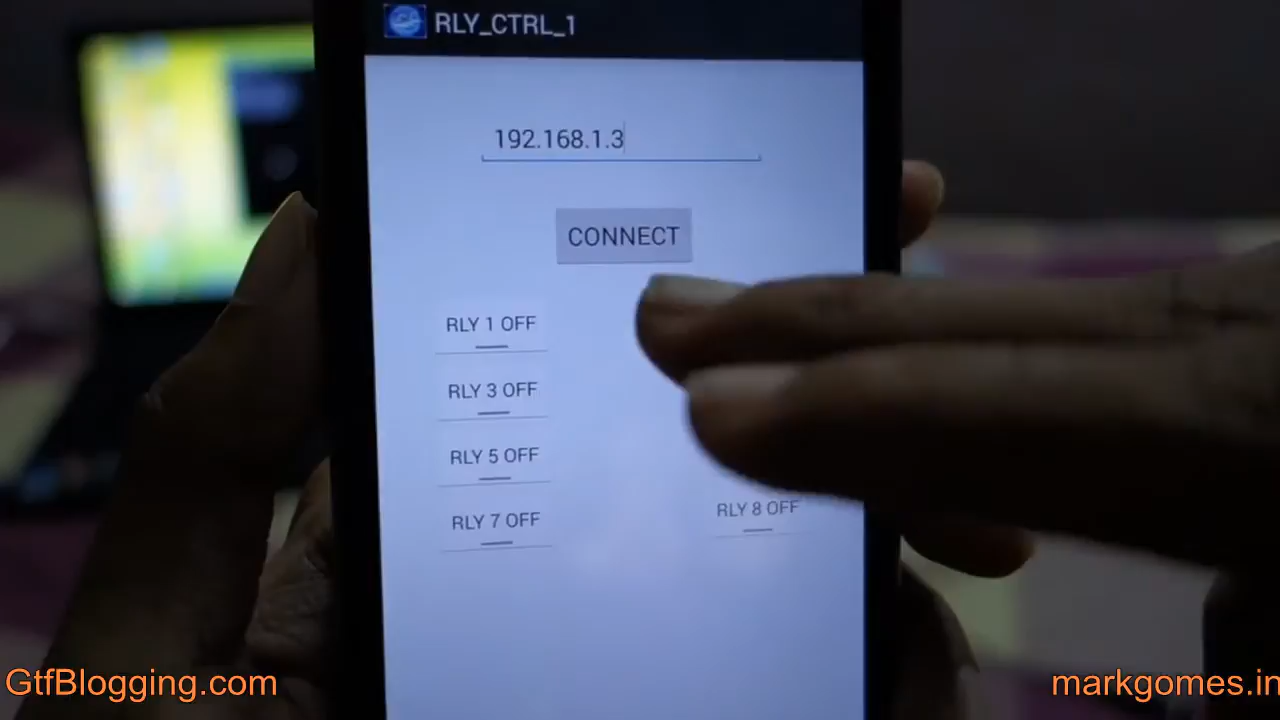 RLY_CTRL_1
192.168.1.3
CONNECT
RLY 1 OFF
RLY 3 OFF
RLY 5 OFF
RLY 7 OFF
RLY 8 OFF
GtfBlogging.com
markgomes.in